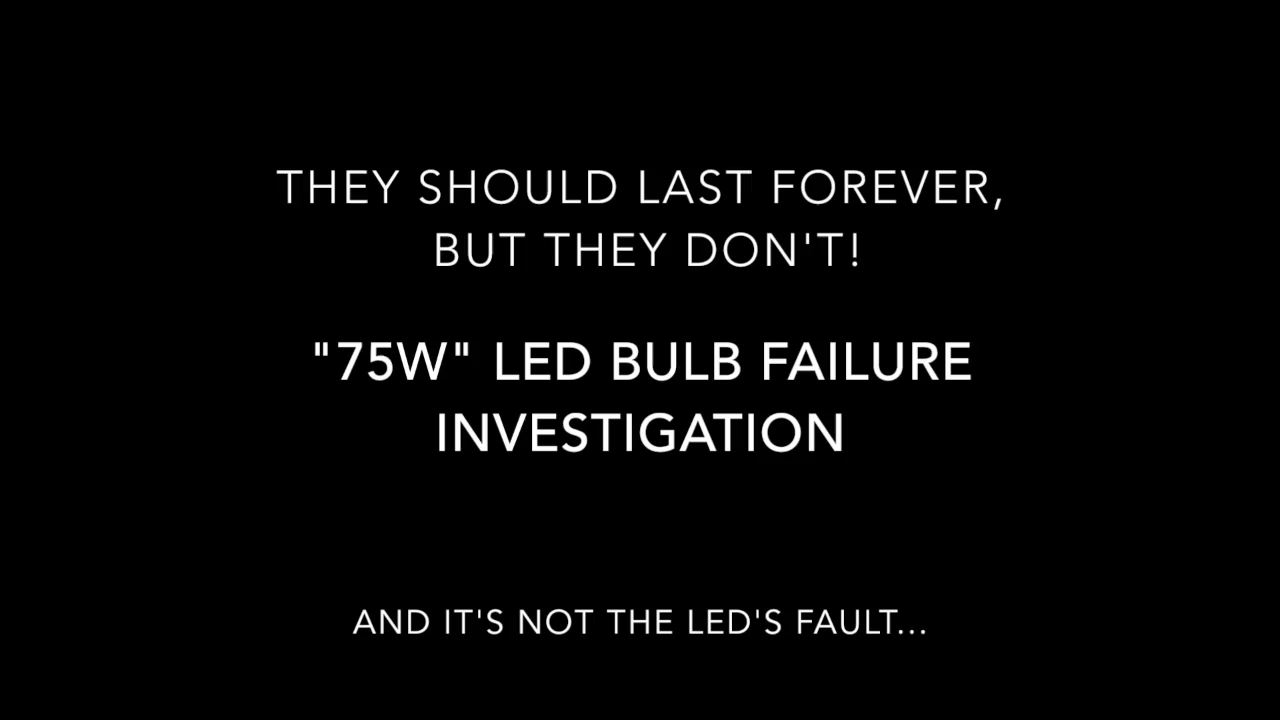 THEY SHOULD LAST FOREVER,
BUT THEY DON'T!
"75W" LED BULB FAILURE
INVESTIGATION
AND IT'S NOT THE LED'S FAULT...